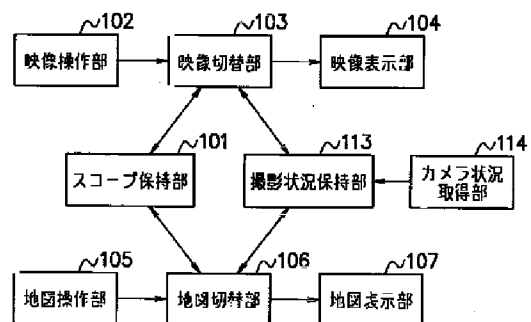 102
103
104
映像操作部
映像切替部
映像表示部
101
113
114
スコープ保持部
撮影状況保持部
カメラ状況
取得部
105
106
107
地図操作部
地図切替部
地図表示部